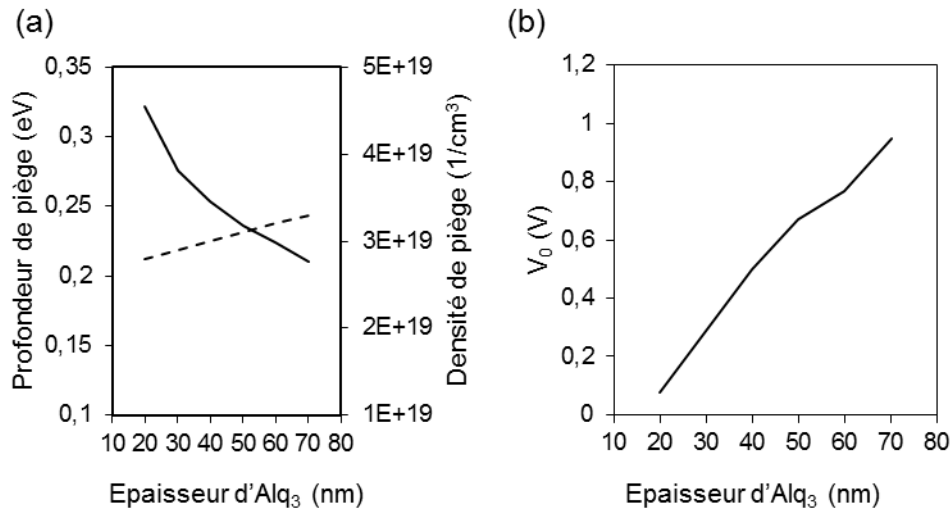 (a)
Profondeur de piège (eV)
0,35
0,3
0,25
0,2
0,15
0,1
10 20 30 40 50 60 70 80
Epaisseur d'Alq₃ (nm)
5E+19
4E+19
3E+19
2E+19
1E+19
Densité de piège (1/cm³)
(b)
V₀ (V)
1,2
1
0,8
0,6
0,4
0,2
0
10 20 30 40 50 60 70 80
Epaisseur d'Alq₃ (nm)